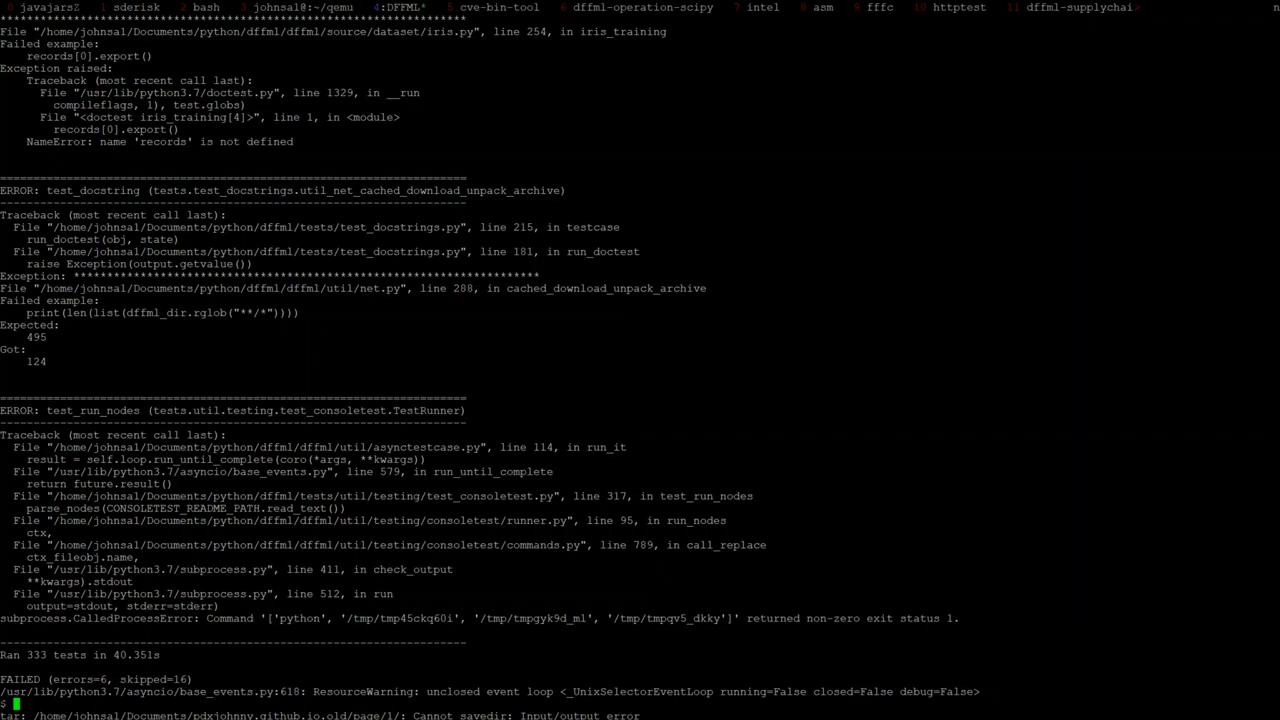 0 javajarsZ 1 sderisk 2 bash 3 johnsal@:~/qemu 4:DFFML* 5 cve-bin-tool 6 dffml-operation-scipy 7 intel 8 asm 9 fffc 10 httptest 11 dffml-supplychai>
***********************************************************************
File "/home/johnsal/Documents/python/dffml/dffml/source/dataset/iris.py", line 254, in iris_training
Failed example:
    records[0].export()
Exception raised:
    Traceback (most recent call last):
      File "/usr/lib/python3.7/doctest.py", line 1329, in __run
        compileflags, 1), test.globs)
      File "<doctest iris_training[4]>", line 1, in <module>
        records[0].export()
    NameError: name 'records' is not defined
======================================================================
ERROR: test_docstring (tests.test_docstrings.util_net_cached_download_unpack_archive)
----------------------------------------------------------------------
Traceback (most recent call last):
  File "/home/johnsal/Documents/python/dffml/tests/test_docstrings.py", line 215, in testcase
    run_doctest(obj, state)
  File "/home/johnsal/Documents/python/dffml/tests/test_docstrings.py", line 181, in run_doctest
    raise Exception(output.getvalue())
Exception: **********************************************************************
File "/home/johnsal/Documents/python/dffml/dffml/util/net.py", line 288, in cached_download_unpack_archive
Failed example:
    print(len(list(dffml_dir.rglob("**/*"))))
Expected:
    495
Got:
    124
======================================================================
ERROR: test_run_nodes (tests.util.testing.test_consoletest.TestRunner)
----------------------------------------------------------------------
Traceback (most recent call last):
  File "/home/johnsal/Documents/python/dffml/dffml/util/asynctestcase.py", line 114, in run_it
    result = self.loop.run_until_complete(coro(*args, **kwargs))
  File "/usr/lib/python3.7/asyncio/base_events.py", line 579, in run_until_complete
    return future.result()
  File "/home/johnsal/Documents/python/dffml/tests/util/testing/test_consoletest.py", line 317, in test_run_nodes
    parse_nodes(CONSOLETEST_README_PATH.read_text())
  File "/home/johnsal/Documents/python/dffml/dffml/util/testing/consoletest/runner.py", line 95, in run_nodes
    ctx,
  File "/home/johnsal/Documents/python/dffml/dffml/util/testing/consoletest/commands.py", line 789, in call_replace
    ctx_fileobj.name,
  File "/usr/lib/python3.7/subprocess.py", line 411, in check_output
    **kwargs).stdout
  File "/usr/lib/python3.7/subprocess.py", line 512, in run
    output=stdout, stderr=stderr)
subprocess.CalledProcessError: Command '['python', '/tmp/tmp45ckq60i', '/tmp/tmpgyk9d_ml', '/tmp/tmpqv5_dkky']' returned non-zero exit status 1.
----------------------------------------------------------------------
Ran 333 tests in 40.351s
FAILED (errors=6, skipped=16)
/usr/lib/python3.7/asyncio/base_events.py:618: ResourceWarning: unclosed event loop <_UnixSelectorEventLoop running=False closed=False debug=False>
$
tar: /home/johnsal/Documents/pdxjohnny.github.io.old/page/1/: Cannot savedir: Input/output error